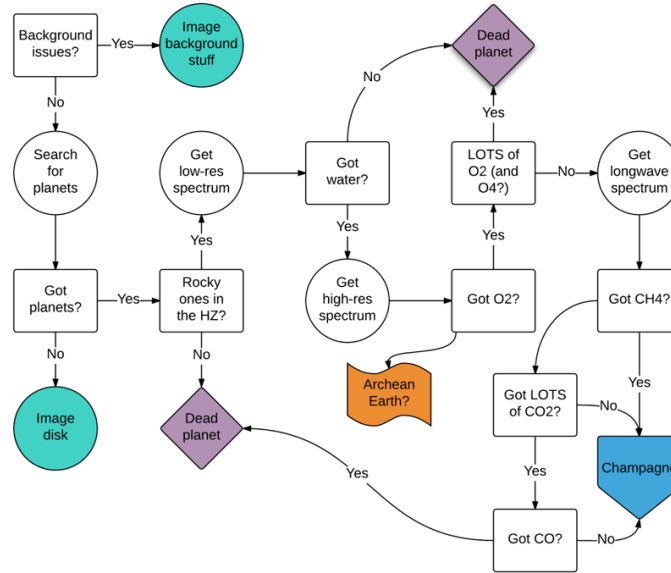 Background
issues?
Yes
Image
background
stuff
No
Search
for
planets
Got
planets?
Yes
No
Image
disk
Rocky
ones in
the HZ?
Yes
No
Dead
planet
Get
low-res
spectrum
Got
water?
No
Yes
Dead
planet
Get
high-res
spectrum
Got O2?
Yes
Archean
Earth?
LOTS of
O2 (and
O4?)
Yes
No
Get
longwave
spectrum
Got CH4?
Yes
Got LOTS
of CO2?
No
Yes
Got CO?
Yes
No
Champagne